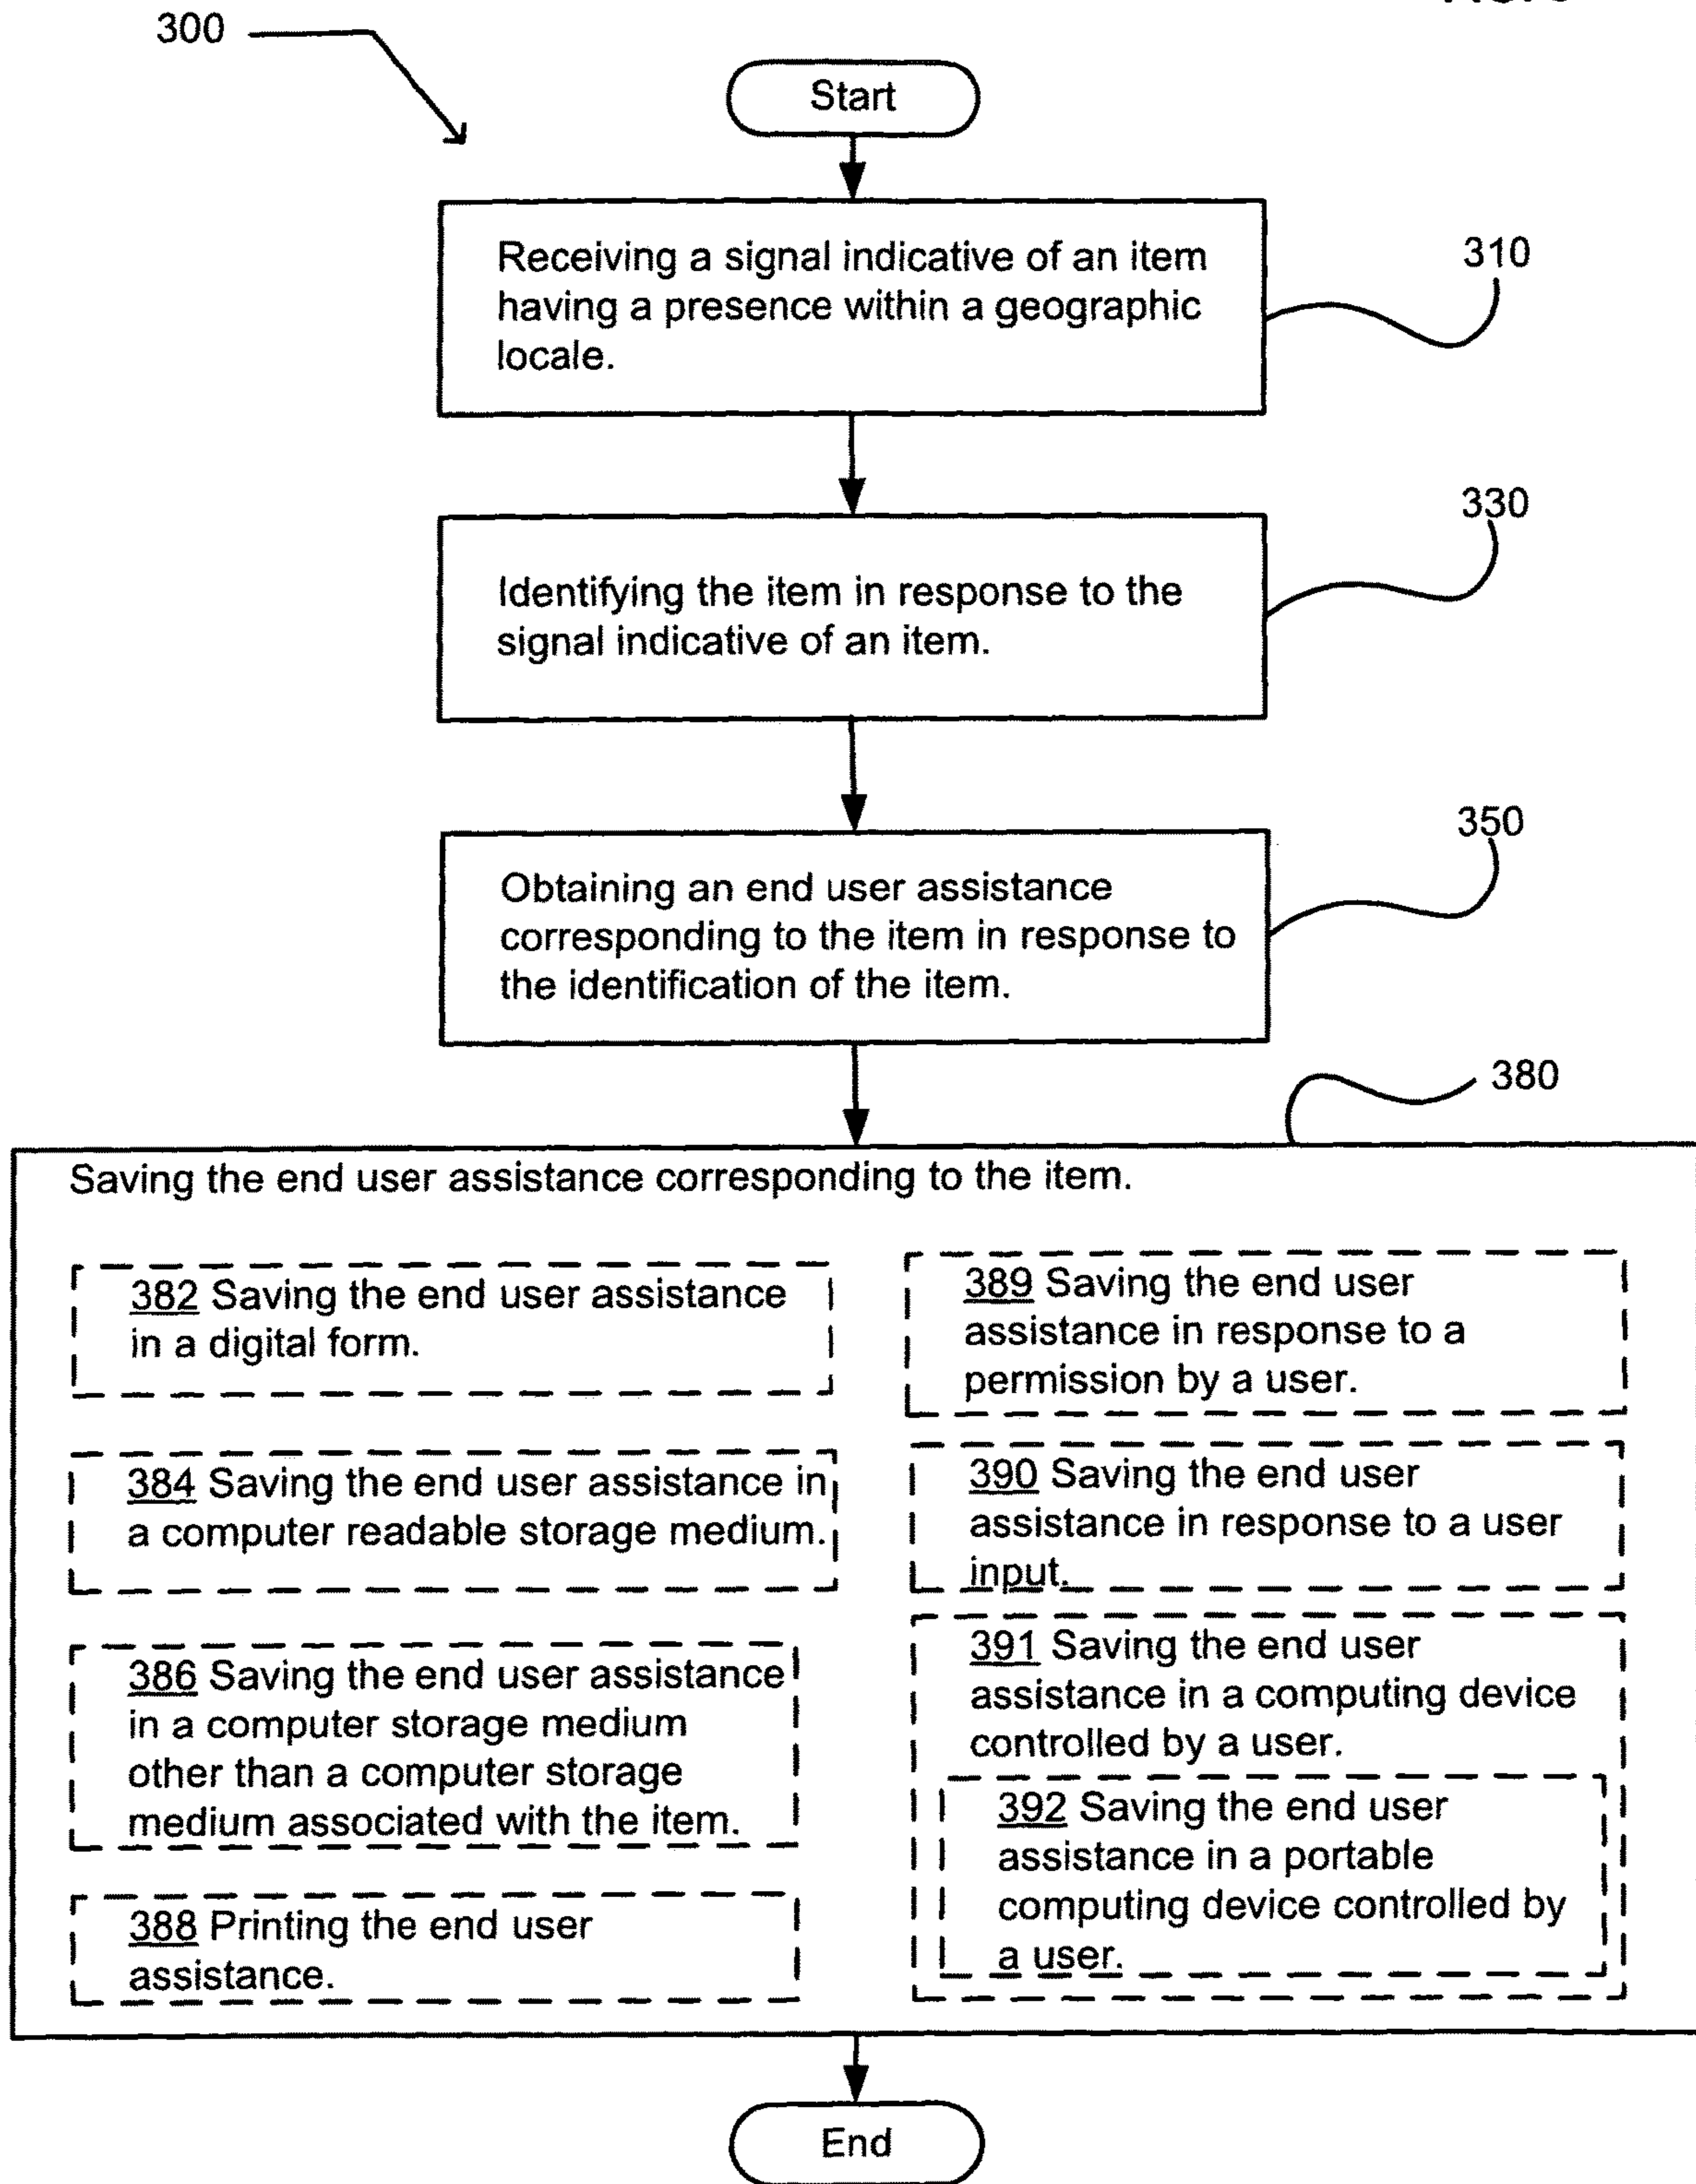 300
Start
Receiving a signal indicative of an item
having a presence within a geographic
locale.
310
Identifying the item in response to the
signal indicative of an item.
330
Obtaining an end user assistance
corresponding to the item in response to
the identification of the item.
350
380
Saving the end user assistance corresponding to the item.
382 Saving the end user assistance
in a digital form.
384 Saving the end user assistance in
a computer readable storage medium.
386 Saving the end user assistance
in a computer storage medium
other than a computer storage
medium associated with the item.
388 Printing the end user
assistance.
389 Saving the end user
assistance in response to a
permission by a user.
390 Saving the end user
assistance in response to a user
input.
391 Saving the end user
assistance in a computing device
controlled by a user.
392 Saving the end user
assistance in a portable
computing device controlled by
a user.
End